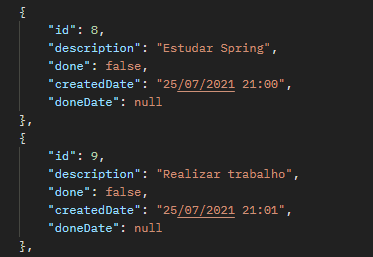 {
"id": 8,
"description": "Estudar Spring",
"done": false,
"createdDate": "25/07/2021 21:00",
"doneDate": null
},
{
"id": 9,
"description": "Realizar trabalho",
"done": false,
"createdDate": "25/07/2021 21:01",
"doneDate": null
},